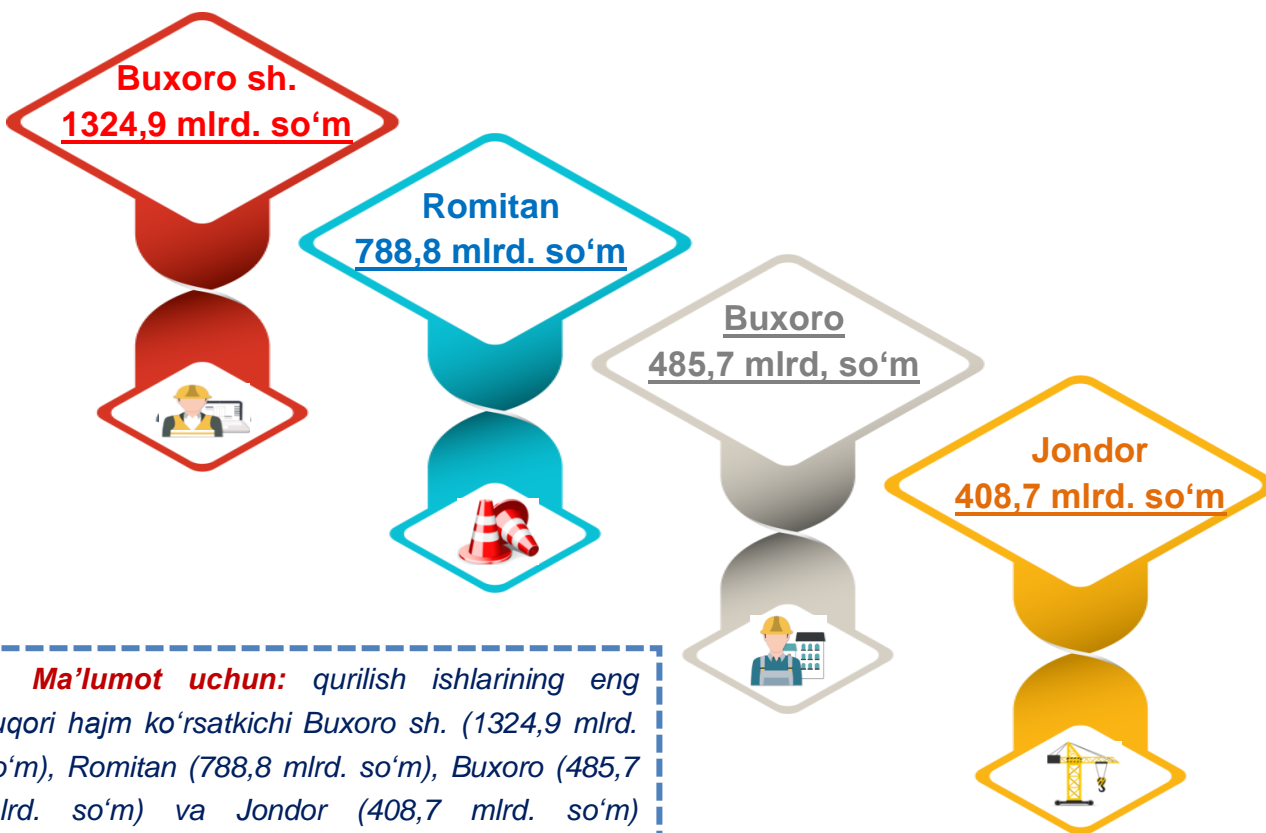 Buxoro sh.
1324,9 mlrd. so‘m
Romitan
788,8 mlrd. so‘m
Buxoro
485,7 mlrd, so‘m
Jondor
408,7 mlrd. so‘m
Ma’lumot uchun: qurilish ishlarining eng
uqori hajm ko‘rsatkichi Buxoro sh. (1324,9 mlrd.
o‘m), Romitan (788,8 mlrd. so‘m), Buxoro (485,7
lrd. so‘m) va Jondor (408,7 mlrd. so‘m)